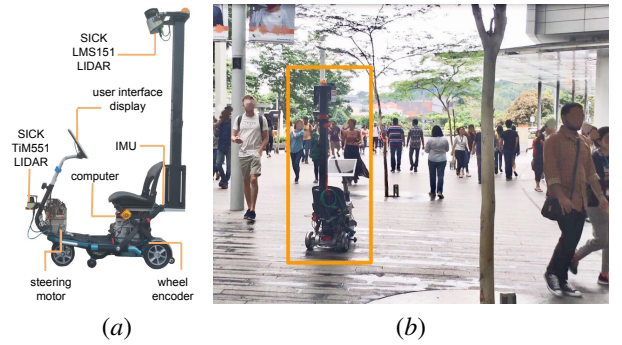 SICK
LMS151
LIDAR
user interface
display
SICK
TiM551
LIDAR
IMU
computer
steering
motor
wheel
encoder
(a)
(b)